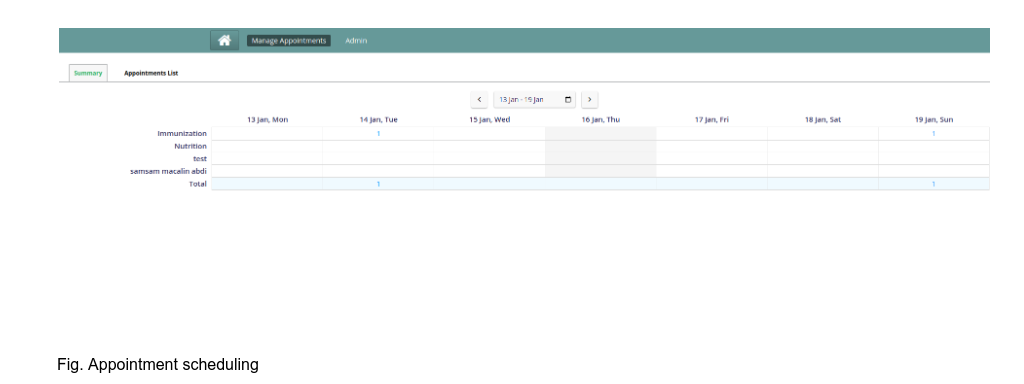 Manage Appointments Admin
Summary Appointments List
13 Jan - 19 Jan
13 Jan, Mon 14 Jan, Tue 15 Jan, Wed 16 Jan, Thu 17 Jan, Fri 18 Jan, Sat 19 Jan, Sun
Immunization 1 1
Nutrition
test
samsam macalin abdi
Total 1 1
Fig. Appointment scheduling